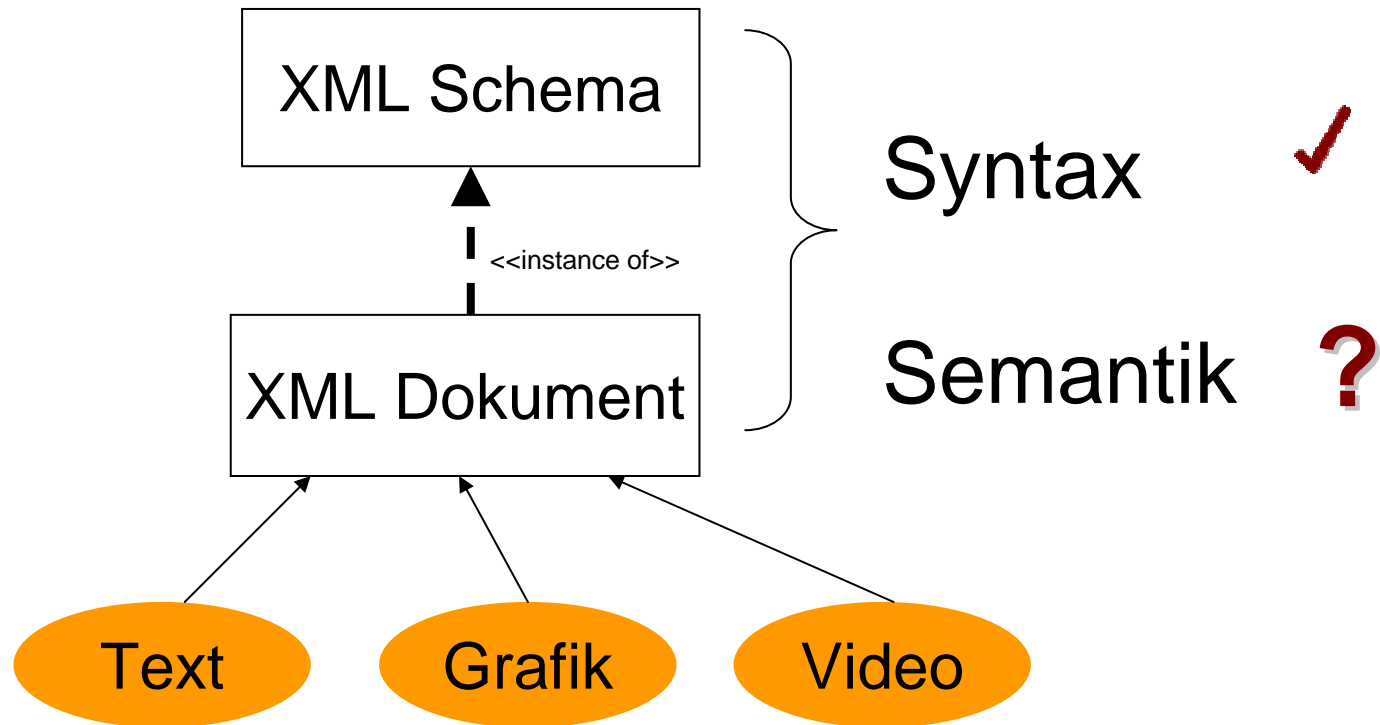 XML Schema
Syntax
<<instance of>>
XML Dokument
Semantik
?
Text
Grafik
Video